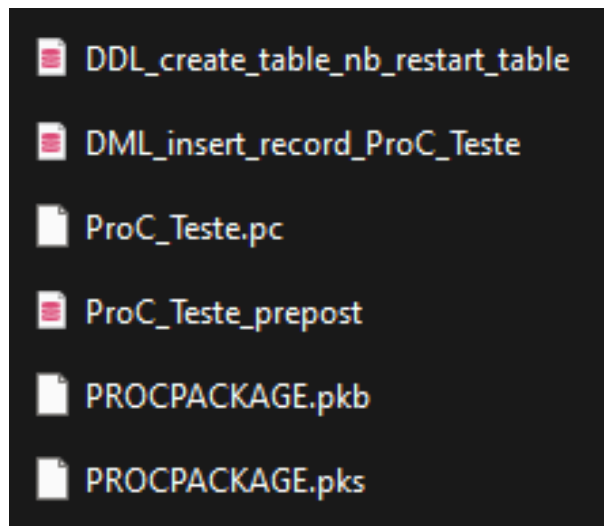 DDL_create_table_nb_restart_table
DML_insert_record_ProC_Teste
ProC_Teste.pc
ProC_Teste_prepost
PROCPACKAGE.pkb
PROCPACKAGE.pks